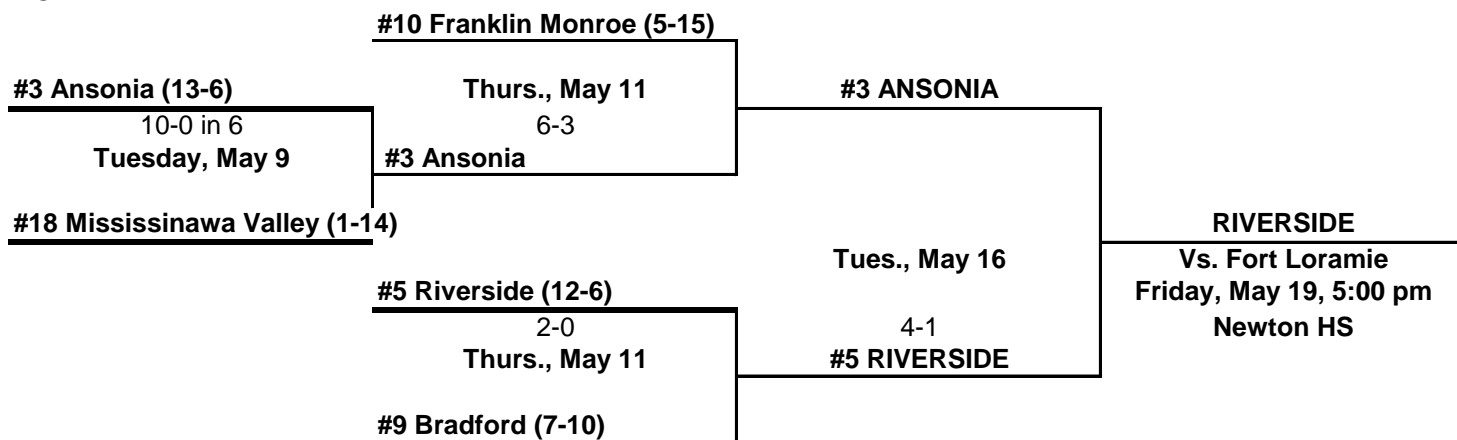 #10 Franklin Monroe (5-15)
#3 Ansonia (13-6)
Thurs., May 11
#3 ANSONIA
10-0 in 6
6-3
Tuesday, May 9
#3 Ansonia
#18 Mississinawa Valley (1-14)
RIVERSIDE
Tues., May 16
Vs. Fort Loramie
#5 Riverside (12-6)
Friday, May 19, 5:00 pm
2-0
4-1
Newton HS
Thurs., May 11
#5 RIVERSIDE
#9 Bradford (7-10)